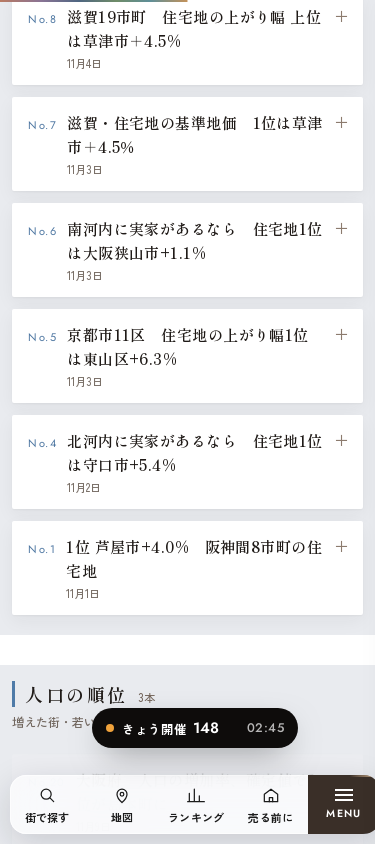 No.8
滋賀19市町　住宅地の上がり幅 上位
は草津市＋4.5％
11月4日
No.7
滋賀・住宅地の基準地価　1位は草津
市＋4.5%
11月3日
No.6
南河内に実家があるなら　住宅地1位
は大阪狭山市+1.1％
11月3日
No.5
京都市11区　住宅地の上がり幅1位
は東山区+6.3％
11月3日
No.4
北河内に実家があるなら　住宅地1位
は守口市+5.4％
11月2日
No.1
1位 芦屋市+4.0％　阪神間8市町の住
宅地
11月1日
人口の順位 3本
増えた街・若い
きょう開催 148 02:45
街で探す 地図 ランキング 売る前に MENU